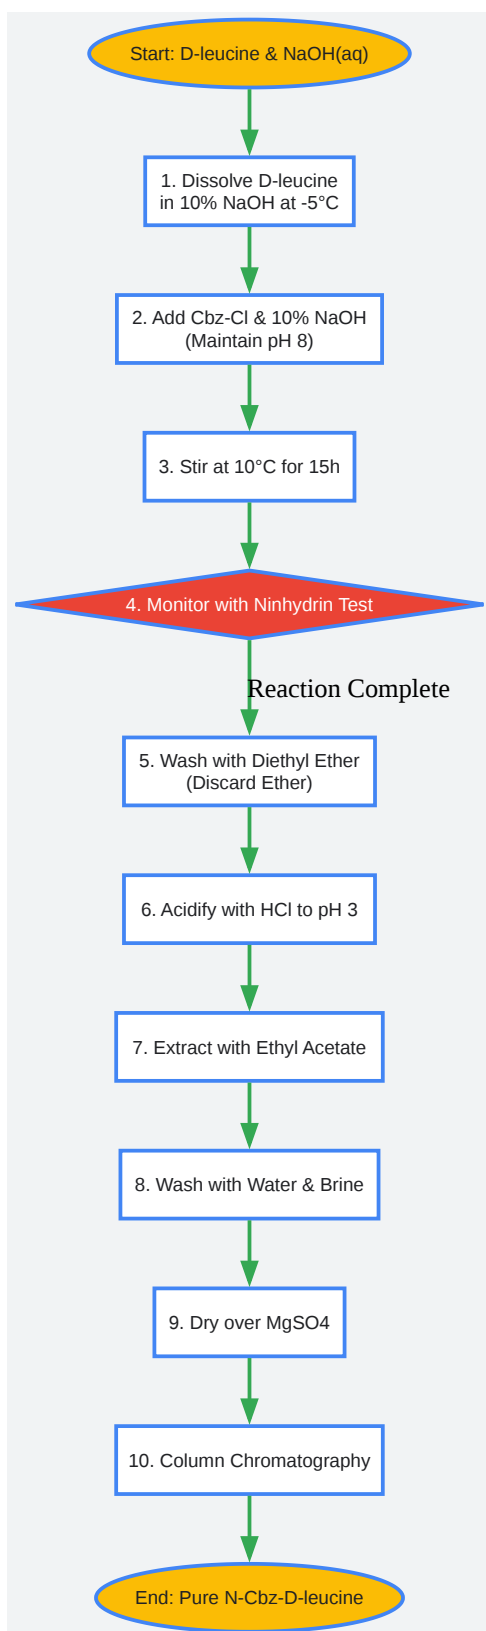 Start: D-leucine & NaOH(aq)
1. Dissolve D-leucine
in 10% NaOH at -5°C
2. Add Cbz-Cl & 10% NaOH
(Maintain pH 8)
3. Stir at 10°C for 15h
4. Monitor with Ninhydrin Test
Reaction Complete
5. Wash with Diethyl Ether
(Discard Ether)
6. Acidify with HCl to pH 3
7. Extract with Ethyl Acetate
8. Wash with Water & Brine
9. Dry over MgSO4
10. Column Chromatography
End: Pure N-Cbz-D-leucine